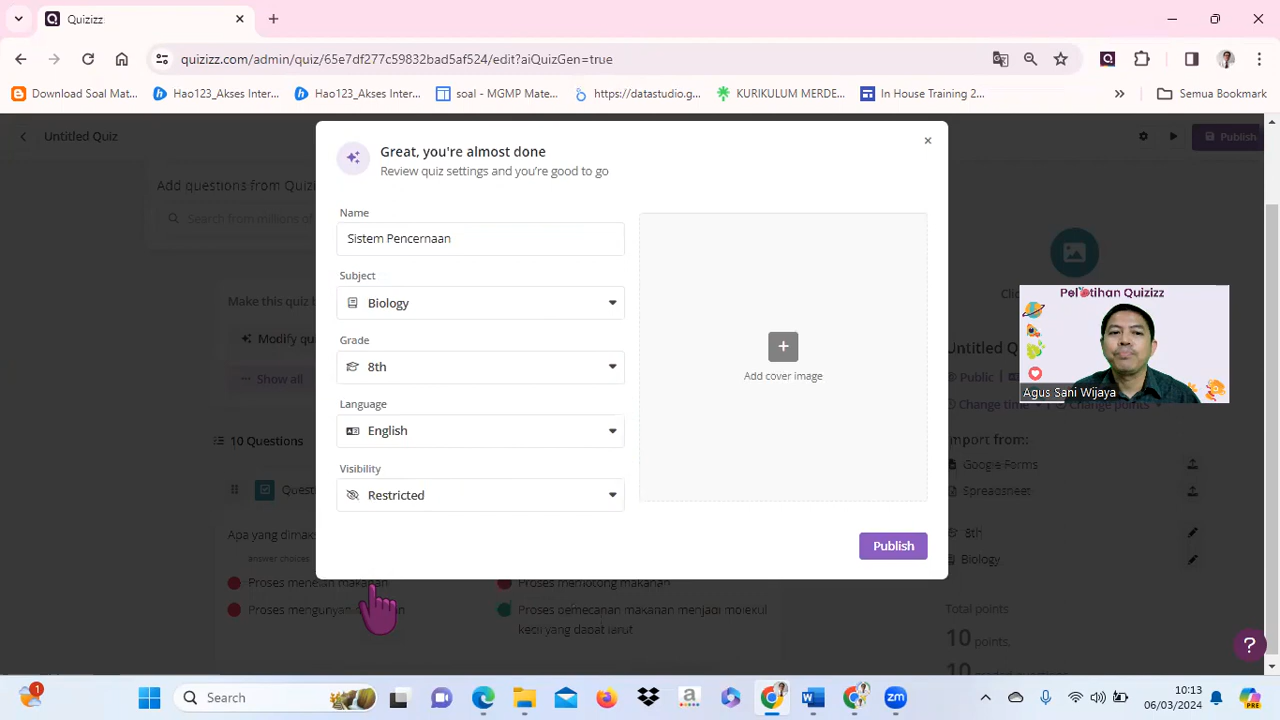 Quizizz
quizizz.com/admin/quiz/65e7df277c59832bad5af524/edit?aiQuizGen=true
Download Soal Mat...
Hao123_Akses Inter...
Hao123_Akses Inter...
soal - MGMP Mate...
https://datastudio.g...
KURIKULUM MERDE...
In House Training 2...
Semua Bookmark
Untitled Quiz
Publish
Great, you're almost done
Review quiz settings and you're good to go
Add questions from Quizi
Search from millions of
Name
Sistem Pencernaan
Subject
Biology
Grade
8th
Language
English
Visibility
Restricted
Add cover image
Publish
Make this quiz
Modify qu
Show all
10 Questions
Quest
Apa yang dimak
answer choices
Proses menelan makanan
Proses memotong makanan
Proses mengunya
Proses pemecahan makanan menjadi molekul
kecil yang dapat larut
Pelatihan Quizizz
Agus Sani Wijaya
Untitled Q
Public
Change time
Change points
Import from:
Google Forms
Spreadsheet
8th
Biology
Total points
10 points,
Search
10:13
06/03/2024